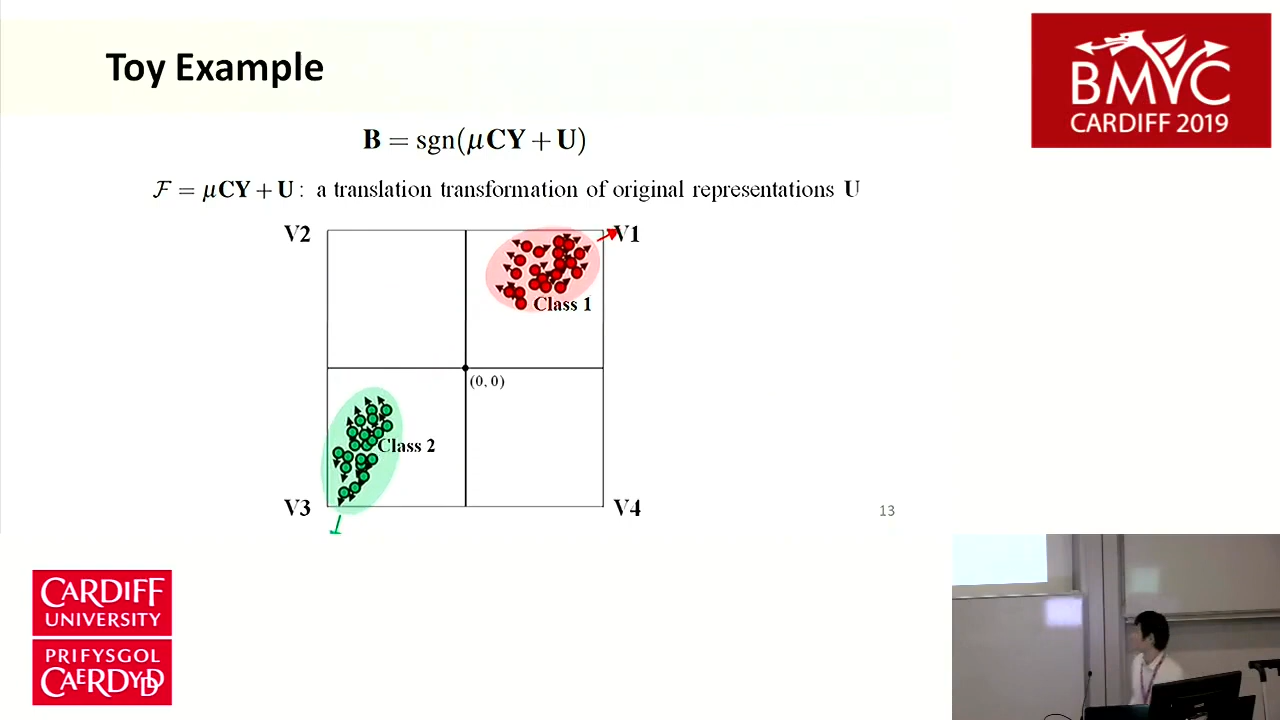 Toy Example
B = sgn(μCY + U)
ℱ = μCY + U : a translation transformation of original representations U
V2
V1
Class 1
(0, 0)
Class 2
V3
V4
13
BMVC
CARDIFF 2019
CARDIFF
UNIVERSITY
PRIFYSGOL
CAERDYDD